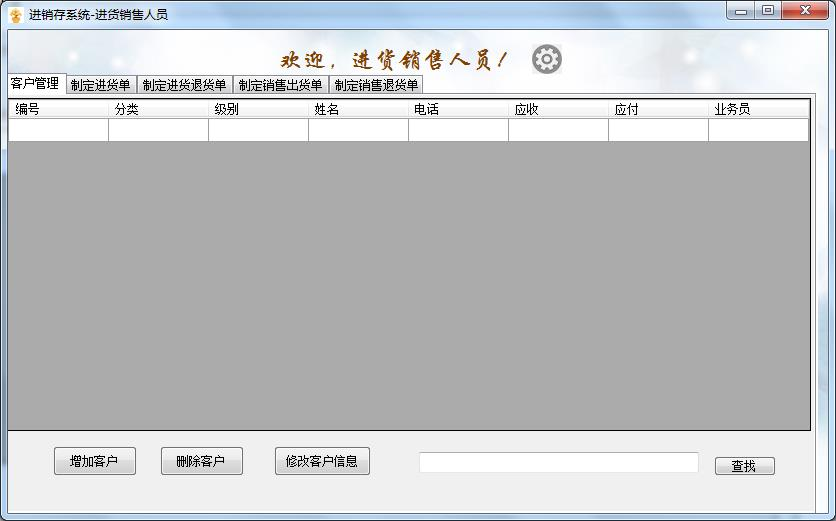 进销存系统-进货销售人员
欢迎，进货销售人员！
客户管理 制定进货单 制定进货退货单 制定销售出货单 制定销售退货单
编号 分类 级别 姓名 电话 应收 应付 业务员
增加客户 删除客户 修改客户信息 查找